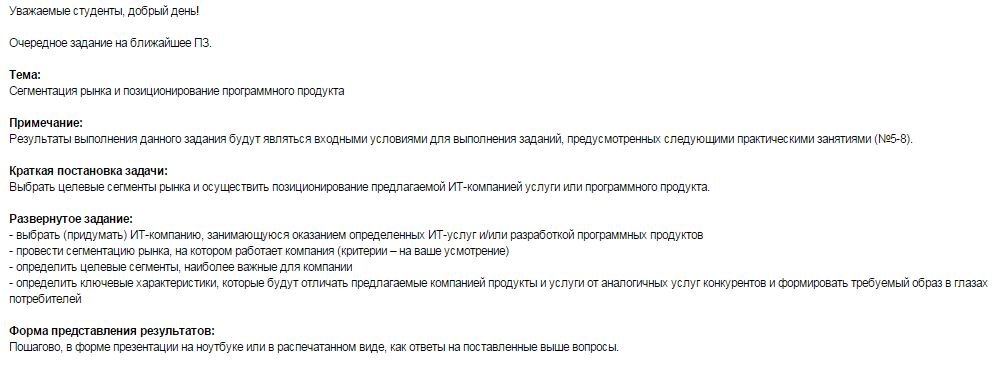 Уважаемые студенты, добрый день!
Очередное задание на ближайшее ПЗ.
Тема:
Сегментация рынка и позиционирование программного продукта
Примечание:
Результаты выполнения данного задания будут являться входными условиями для выполнения заданий, предусмотренных следующими практическими занятиями (№5-8).
Краткая постановка задачи:
Выбрать целевые сегменты рынка и осуществить позиционирование предлагаемой ИТ-компанией услуги или программного продукта.
Развернутое задание:
- выбрать (придумать) ИТ-компанию, занимающуюся оказанием определенных ИТ-услуг и/или разработкой программных продуктов
- провести сегментацию рынка, на котором работает компания (критерии – на ваше усмотрение)
- определить целевые сегменты, наиболее важные для компании
- определить ключевые характеристики, которые будут отличать предлагаемые компанией продукты и услуги от аналогичных услуг конкурентов и формировать требуемый образ в глазах
потребителей
Форма представления результатов:
Пошагово, в форме презентации на ноутбуке или в распечатанном виде, как ответы на поставленные выше вопросы.